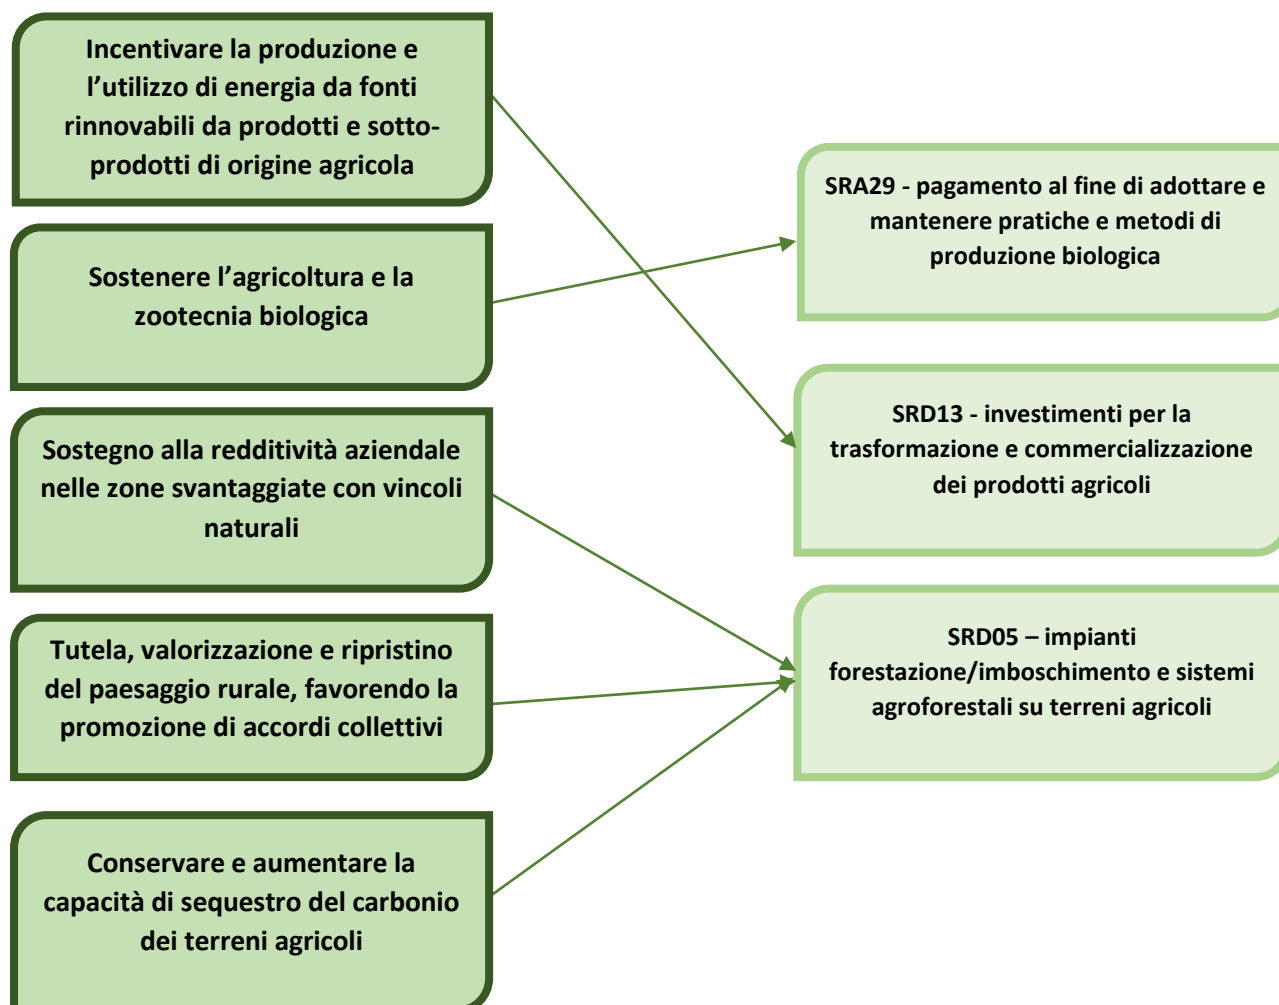 Incentivare la produzione e
l’utilizzo di energia da fonti
rinnovabili da prodotti e sotto-
prodotti di origine agricola
Sostenere l’agricoltura e la
zootecnia biologica
Sostegno alla redditività aziendale
nelle zone svantaggiate con vincoli
naturali
Tutela, valorizzazione e ripristino
del paesaggio rurale, favorendo la
promozione di accordi collettivi
Conservare e aumentare la
capacità di sequestro del carbonio
dei terreni agricoli
SRA29 - pagamento al fine di adottare e
mantenere pratiche e metodi di
produzione biologica
SRD13 - investimenti per la
trasformazione e commercializzazione
dei prodotti agricoli
SRD05 – impianti
forestazione/imboschimento e sistemi
agroforestali su terreni agricoli